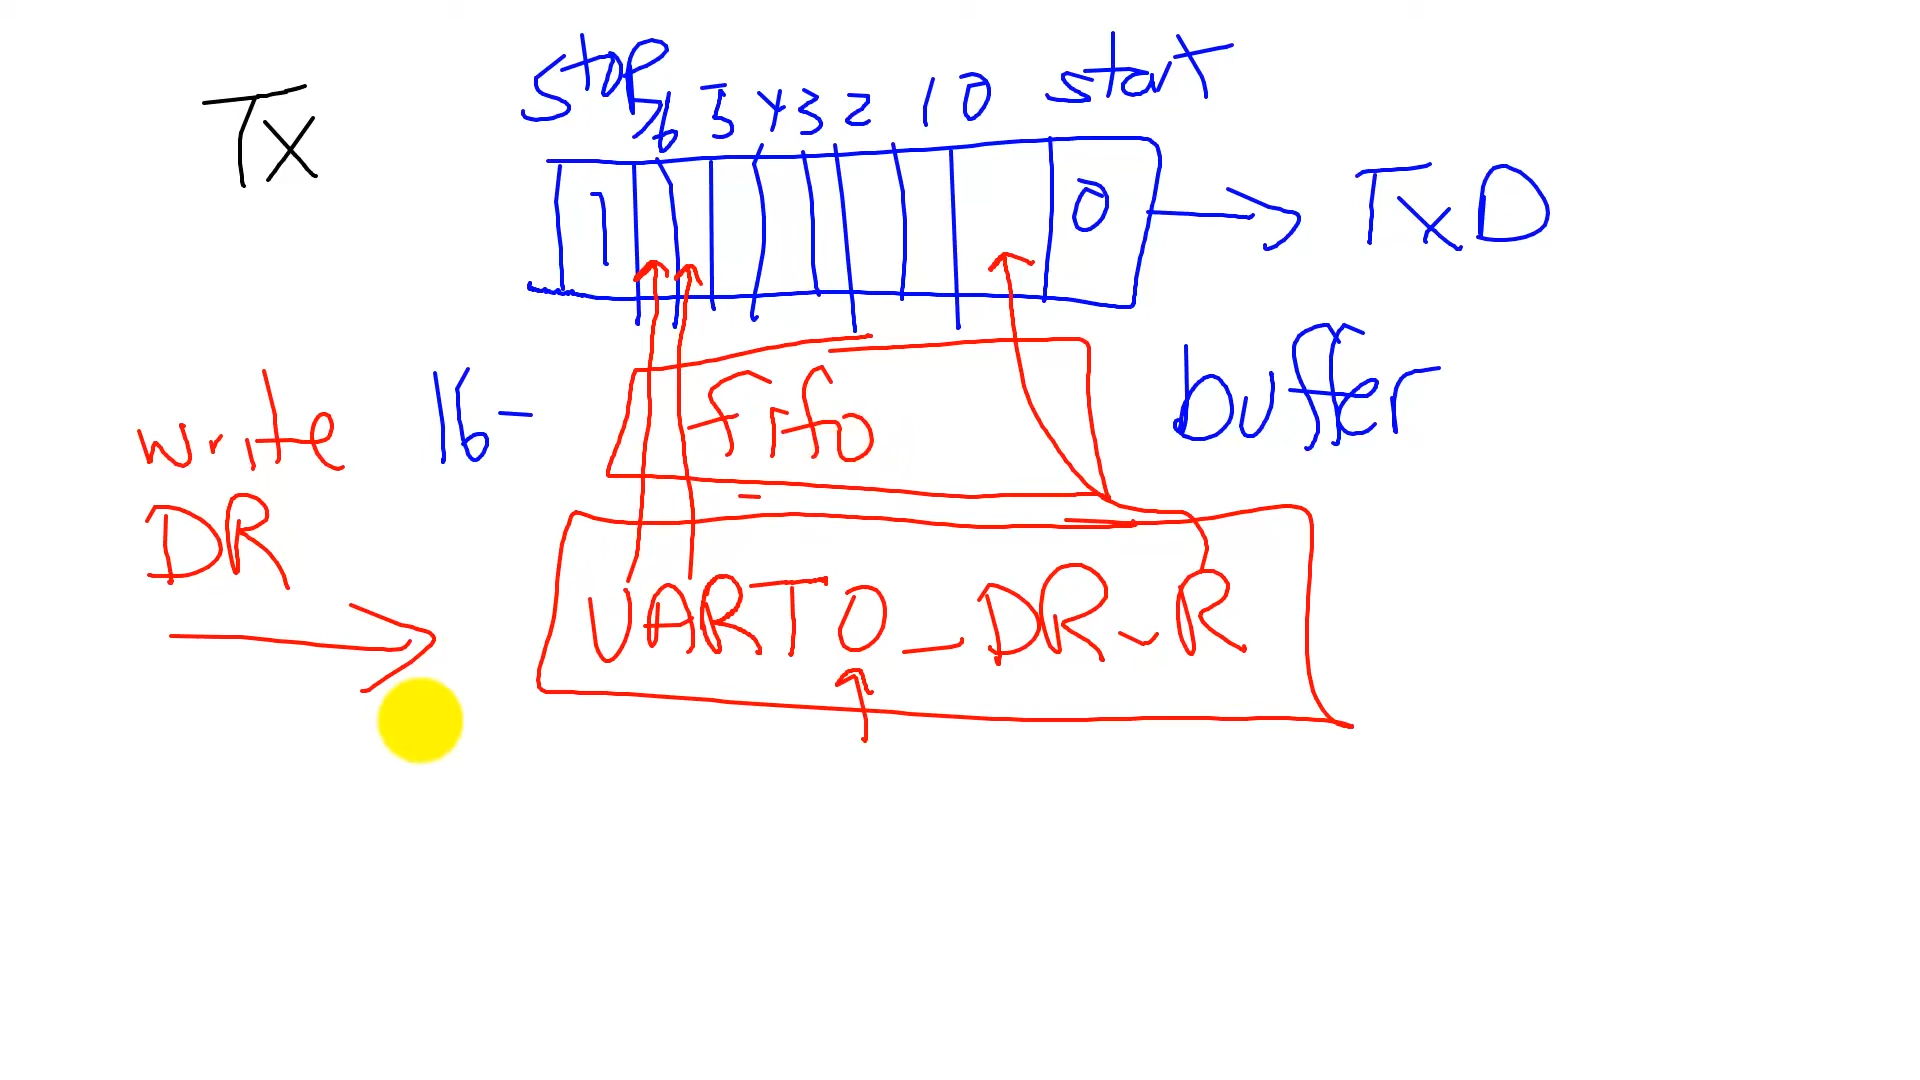 Tx
stop 7 6 5 4 3 2 1 0 start
1 0 TxD
write 16- fifo buffer
DR
UART0_DR_R